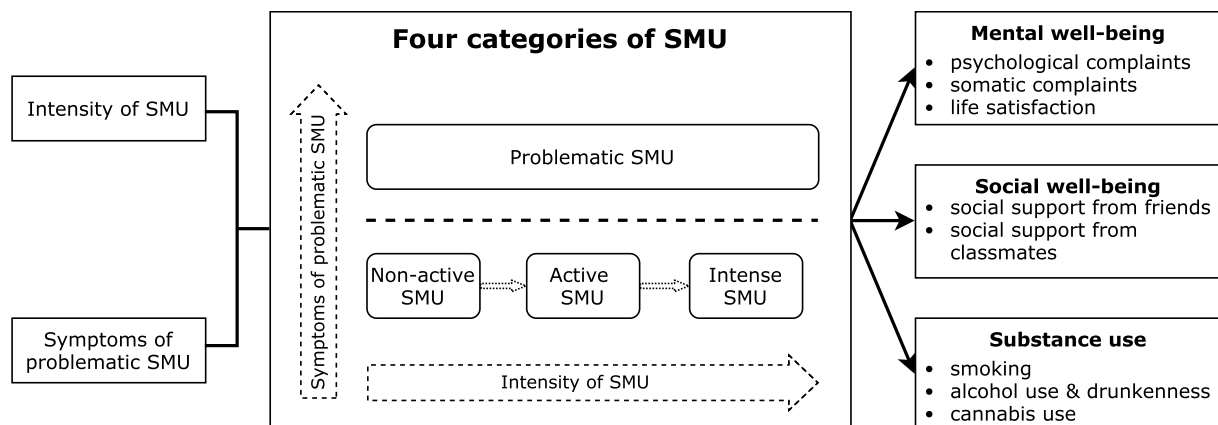 Four categories of SMU
Intensity of SMU
Symptoms of
problematic SMU
Symptoms of problematic SMU
Problematic SMU
Non-active
SMU
Active
SMU
Intense
SMU
Intensity of SMU
Mental well-being
• psychological complaints
• somatic complaints
• life satisfaction
Social well-being
• social support from friends
• social support from
classmates
Substance use
• smoking
• alcohol use & drunkenness
• cannabis use